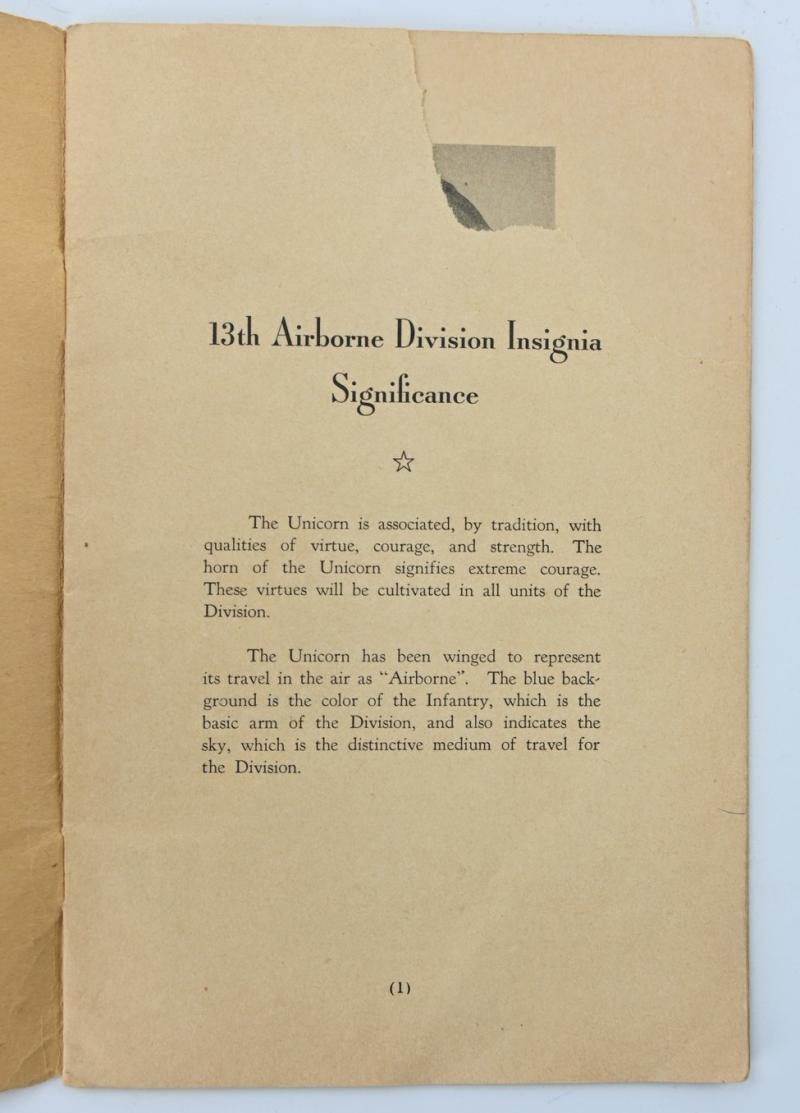 13th Airborne Division Insignia
Significance
☆
The Unicorn is associated, by tradition, with
qualities of virtue, courage, and strength. The
horn of the Unicorn signifies extreme courage.
These virtues will be cultivated in all units of the
Division.
The Unicorn has been winged to represent
its travel in the air as "Airborne". The blue back-
ground is the color of the Infantry, which is the
basic arm of the Division, and also indicates the
sky, which is the distinctive medium of travel for
the Division.
(1)